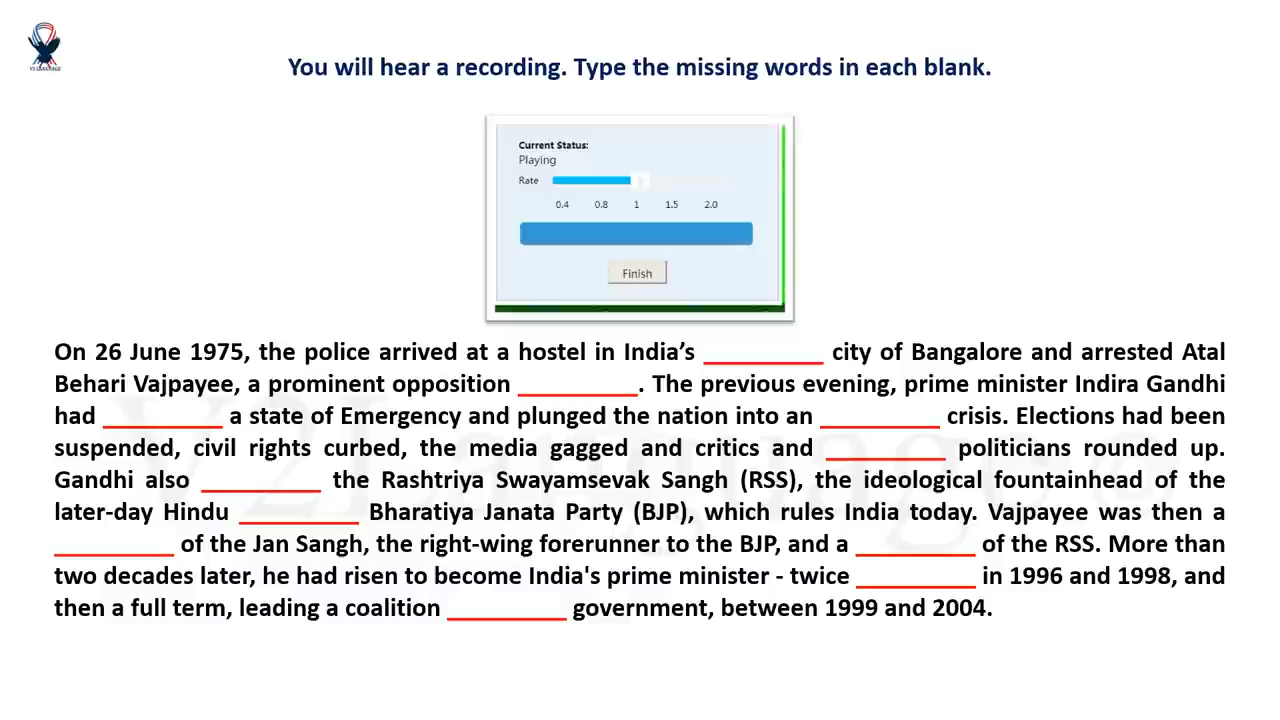 V2 LANGUAGE
You will hear a recording. Type the missing words in each blank.
Current Status:
Playing
Rate
0.4 0.8 1 1.5 2.0
Finish
On 26 June 1975, the police arrived at a hostel in India’s __________ city of Bangalore and arrested Atal
Behari Vajpayee, a prominent opposition __________. The previous evening, prime minister Indira Gandhi
had __________ a state of Emergency and plunged the nation into an __________ crisis. Elections had been
suspended, civil rights curbed, the media gagged and critics and __________ politicians rounded up.
Gandhi also __________ the Rashtriya Swayamsevak Sangh (RSS), the ideological fountainhead of the
later-day Hindu __________ Bharatiya Janata Party (BJP), which rules India today. Vajpayee was then a
__________ of the Jan Sangh, the right-wing forerunner to the BJP, and a __________ of the RSS. More than
two decades later, he had risen to become India's prime minister - twice __________ in 1996 and 1998, and
then a full term, leading a coalition __________ government, between 1999 and 2004.